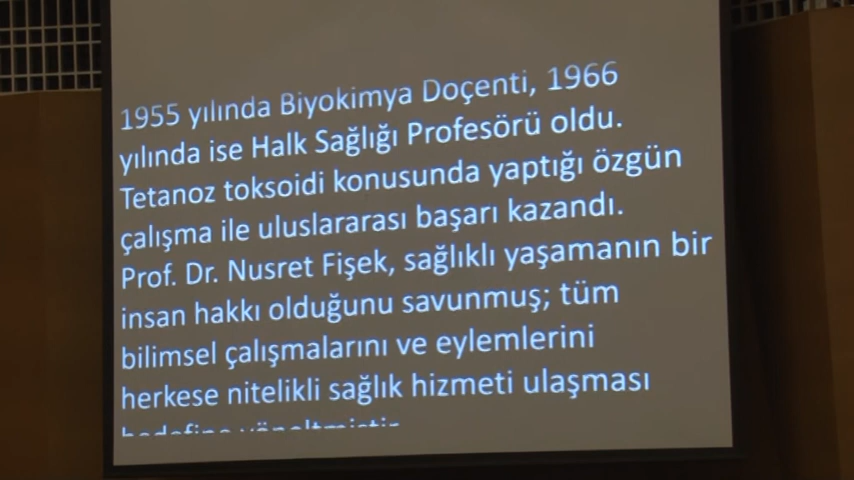 1955 yılında Biyokimya Doçenti, 1966
yılında ise Halk Sağlığı Profesörü oldu.
Tetanoz toksoidi konusunda yaptığı özgün
çalışma ile uluslararası başarı kazandı.
Prof. Dr. Nusret Fişek, sağlıklı yaşamanın bir
insan hakkı olduğunu savunmuş; tüm
bilimsel çalışmalarını ve eylemlerini
herkese nitelikli sağlık hizmeti ulaşması